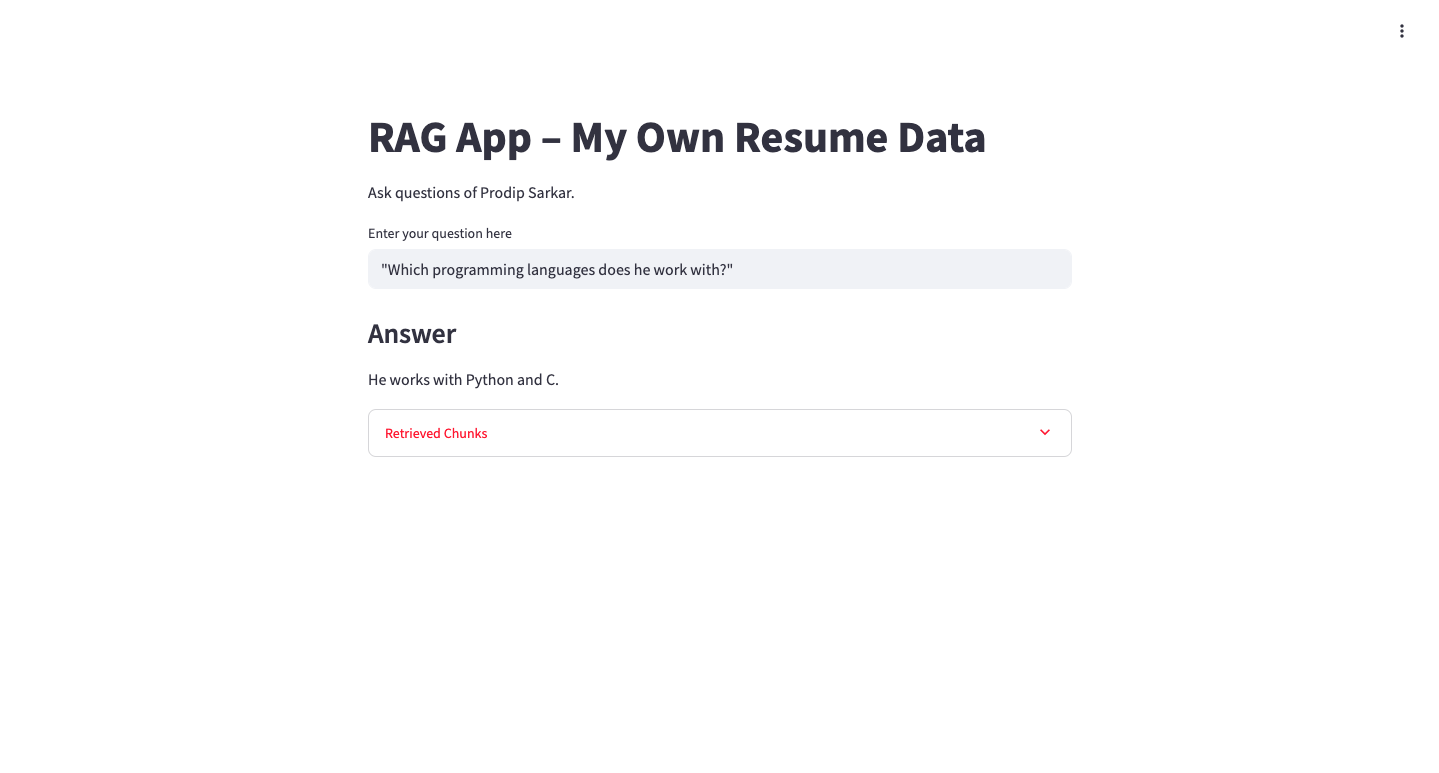 RAG App – My Own Resume Data
Ask questions of Prodip Sarkar.
Enter your question here
"Which programming languages does he work with?"
Answer
He works with Python and C.
Retrieved Chunks